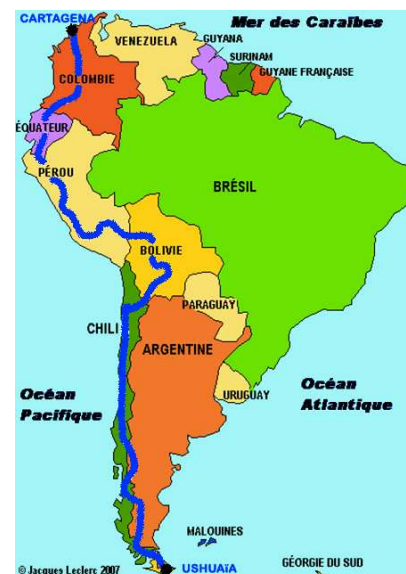 CARTAGENA
Mer des Caraïbes
VENEZUELA
GUYANA
SURINAM
GUYANE FRANÇAISE
COLOMBIE
ÉQUATEUR
PÉROU
BRÉSIL
BOLIVIE
PARAGUAY
CHILI
ARGENTINE
Océan
Pacifique
URUGUAY
Océan
Atlantique
MALOUINES
© Jacques Leclerc 2007
USHUAïA
GÉORGIE DU SUD